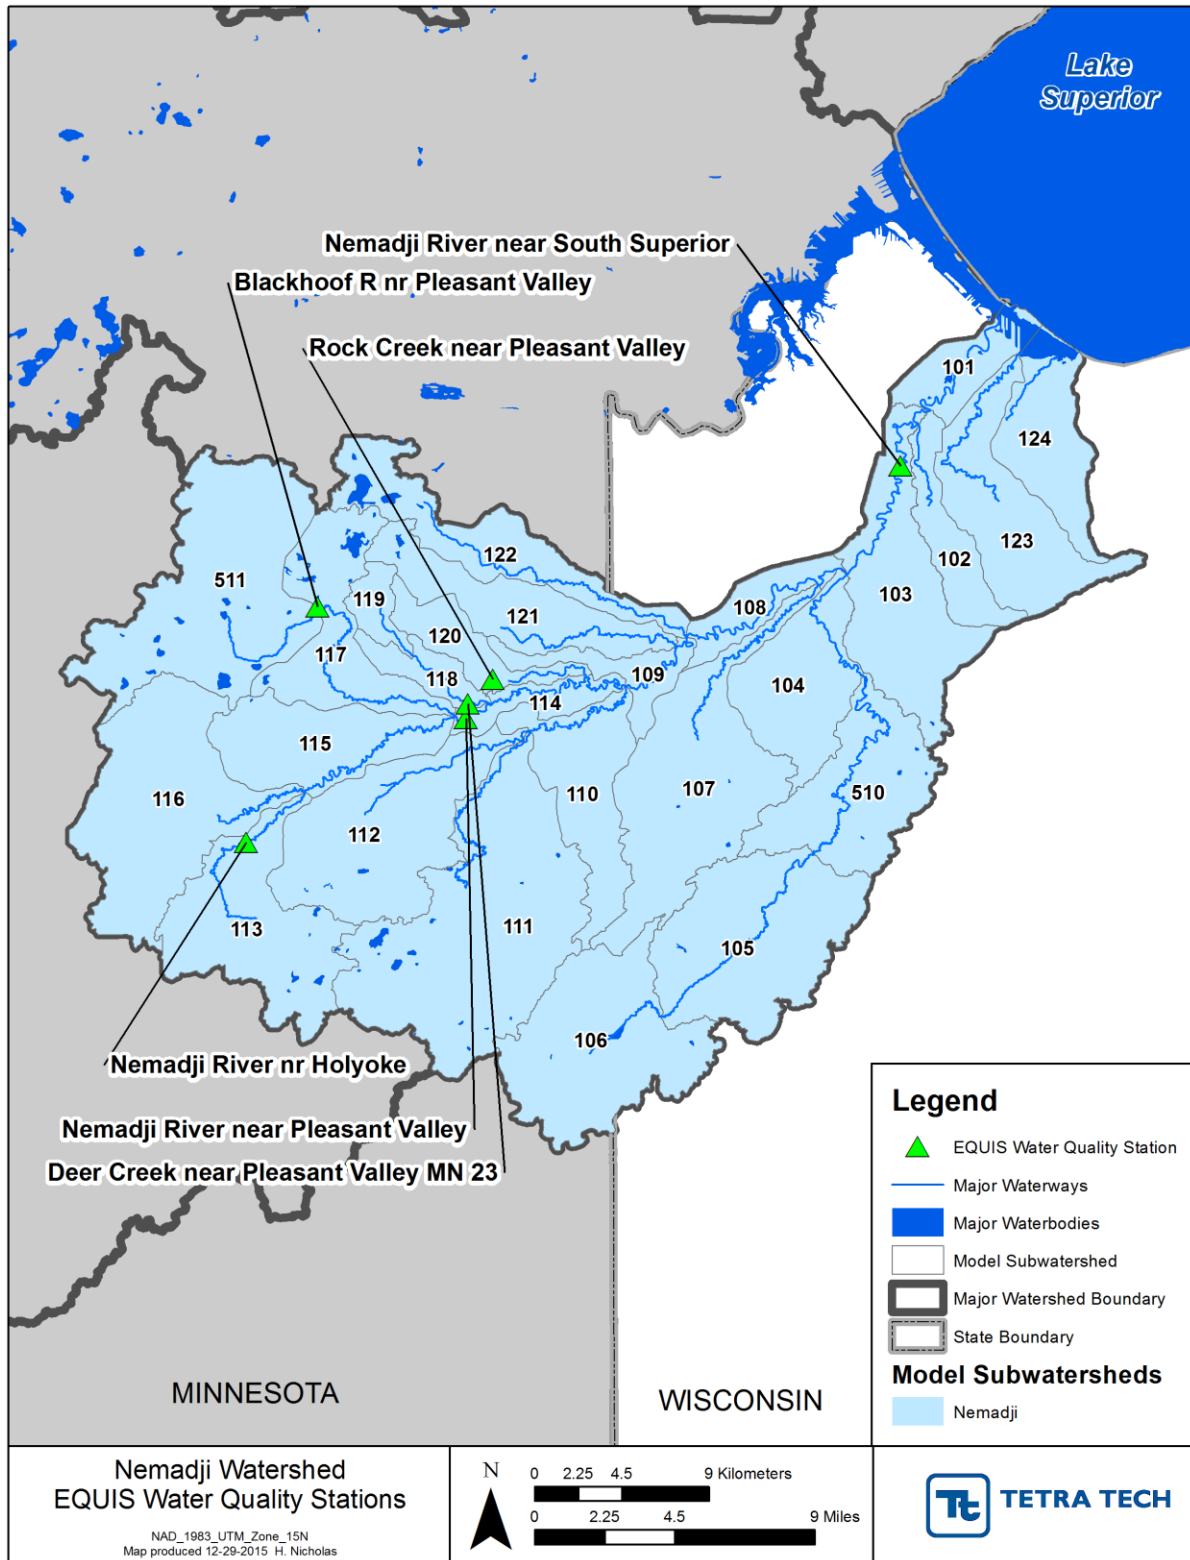 Lake
Superior
Nemadji River near South Superior
Blackhoof R nr Pleasant Valley
Rock Creek near Pleasant Valley
101
124
122
123
511
102
119
108
121
103
120
117
118
109
104
114
115
116
110
107
510
112
113
111
105
106
Nemadji River nr Holyoke
Nemadji River near Pleasant Valley
Deer Creek near Pleasant Valley MN 23
MINNESOTA
WISCONSIN
Legend
EQUIS Water Quality Station
Major Waterways
Major Waterbodies
Model Subwatershed
Major Watershed Boundary
State Boundary
Model Subwatersheds
Nemadji
Nemadji Watershed
EQUIS Water Quality Stations
NAD_1983_UTM_Zone_15N
Map produced 12-29-2015 H. Nicholas
N
0 2.25 4.5 9 Kilometers
0 2.25 4.5 9 Miles
Tt TETRA TECH